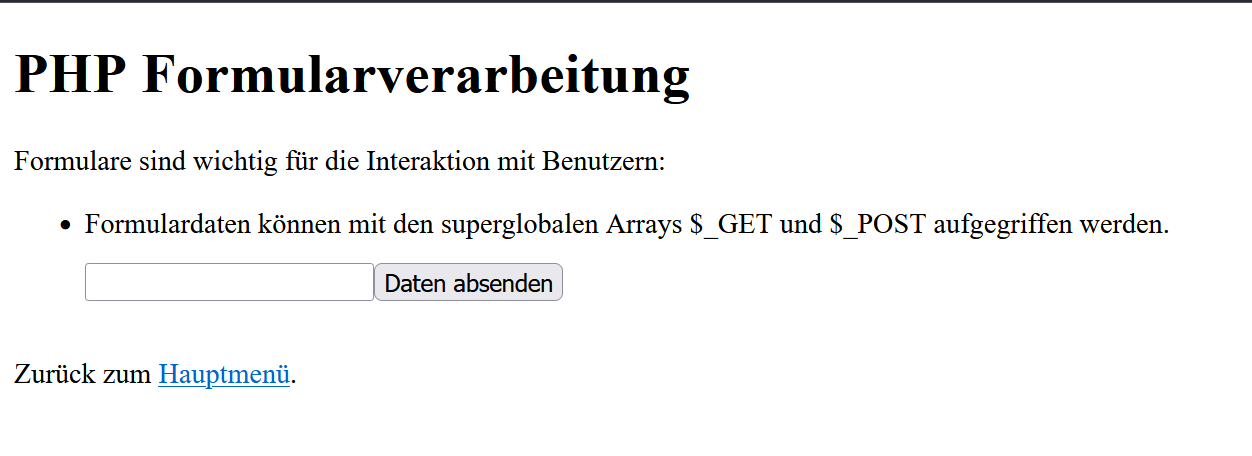 PHP Formularverarbeitung
Formulare sind wichtig für die Interaktion mit Benutzern:
• Formulardaten können mit den superglobalen Arrays $_GET und $_POST aufgegriffen werden.
Daten absenden
Zurück zum Hauptmenü.